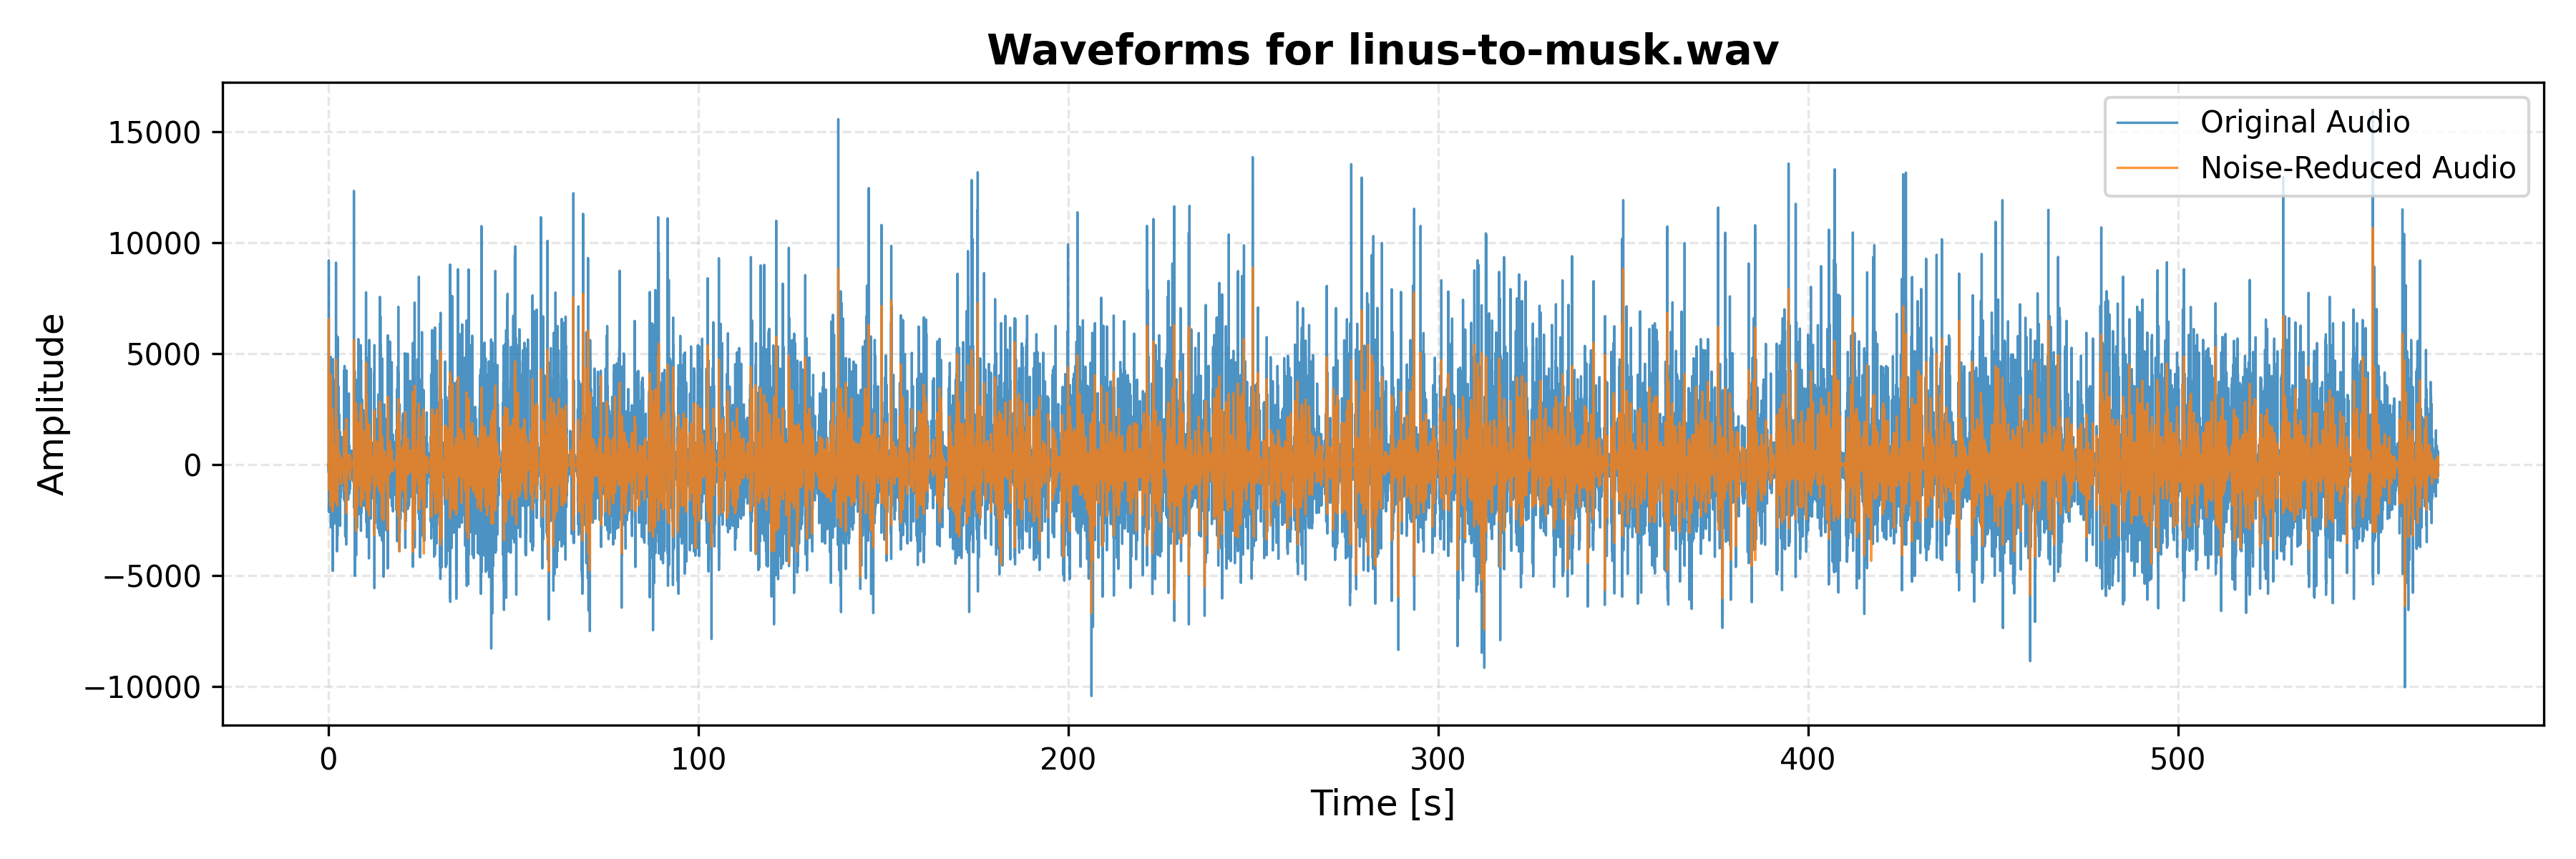 Waveforms for linus-to-musk.wav
Original Audio
Noise-Reduced Audio
Amplitude
15000
10000
5000
0
−5000
−10000
0 100 200 300 400 500
Time [s]